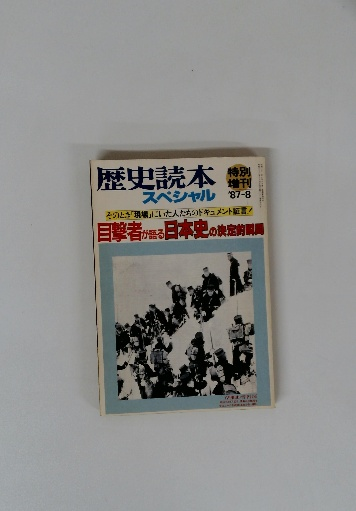 歴史読本
スペシャル
特別
増刊
'87-8
そのとき「現場」にいた人たちのドキュメント証言!
目撃者が語る日本史の決定的瞬間